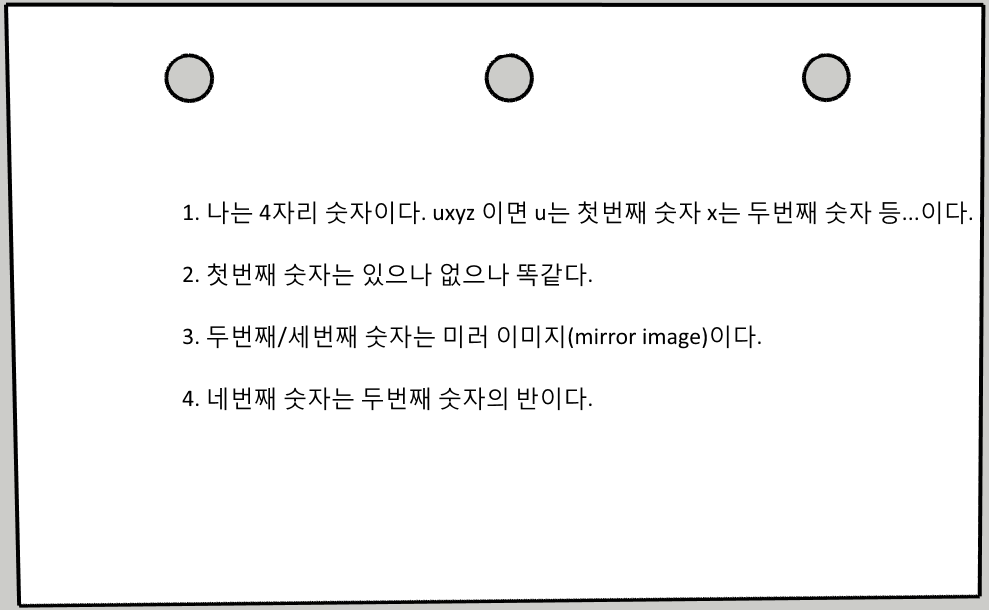 1. 나는 4자리 숫자이다. uxyz 이면 u는 첫번째 숫자 x는 두번째 숫자 등...이다.
2. 첫번째 숫자는 있으나 없으나 똑같다.
3. 두번째/세번째 숫자는 미러 이미지(mirror image)이다.
4. 네번째 숫자는 두번째 숫자의 반이다.